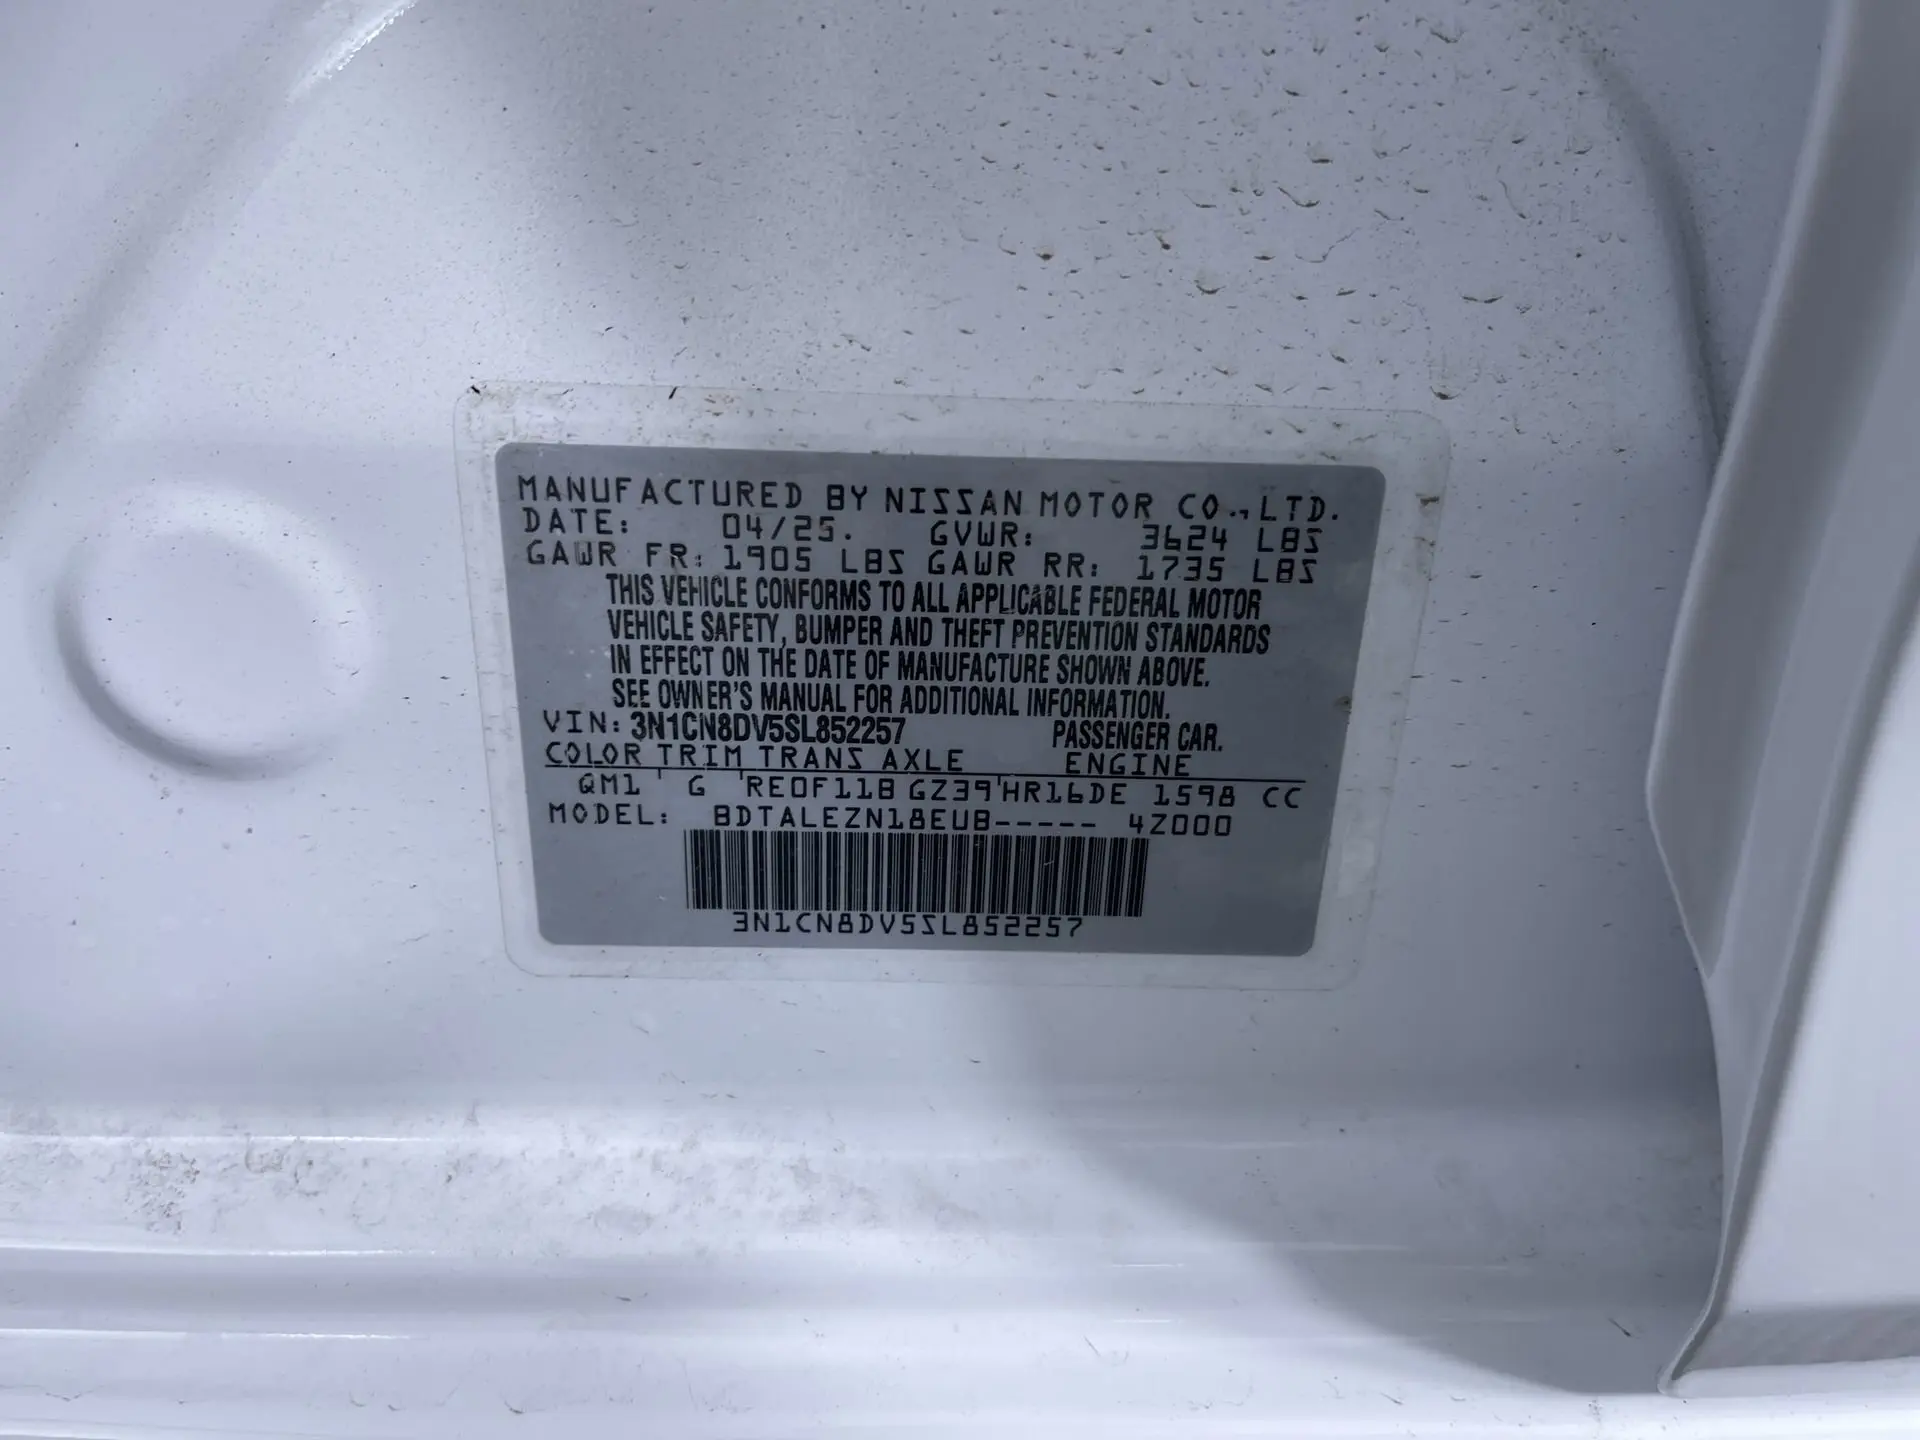 MANUFACTURED BY NISSAN MOTOR CO., LTD.
DATE: 04/25. GVWR: 3624 LBS
GAWR FR: 1905 LBS GAWR RR: 1735 LBS
THIS VEHICLE CONFORMS TO ALL APPLICABLE FEDERAL MOTOR
VEHICLE SAFETY, BUMPER AND THEFT PREVENTION STANDARDS
IN EFFECT ON THE DATE OF MANUFACTURE SHOWN ABOVE.
SEE OWNER'S MANUAL FOR ADDITIONAL INFORMATION.
VIN: 3N1CN8DV5SL852257 PASSENGER CAR.
COLOR TRIM TRANS AXLE ENGINE
QM1 G RE0F11B GZ39 HR16DE 1598 CC
MODEL: BDTALEZN18EUB----- 4Z000
3N1CN8DV5SL852257